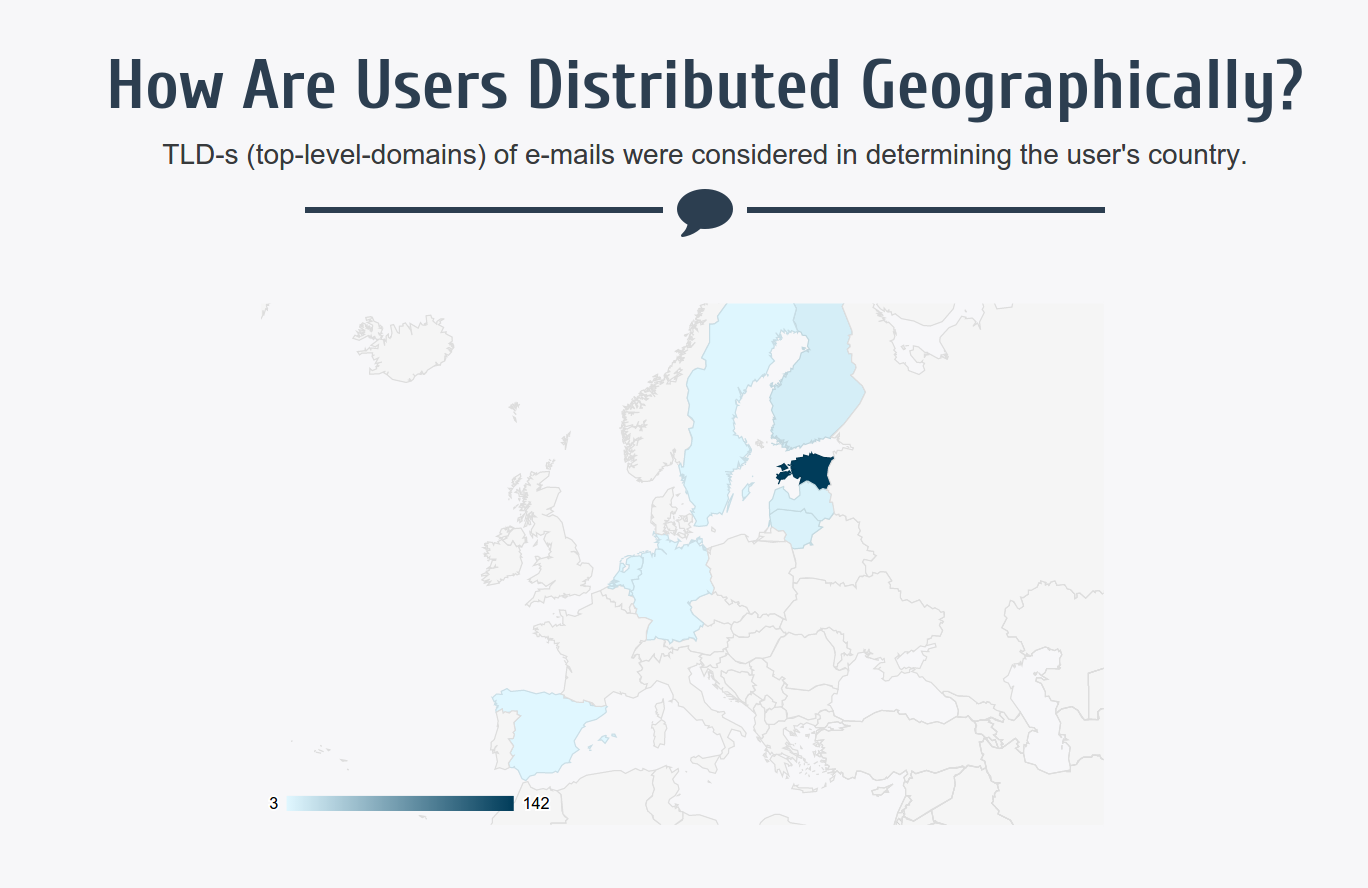 How Are Users Distributed Geographically?
TLD-s (top-level-domains) of e-mails were considered in determining the user's country.
3 142